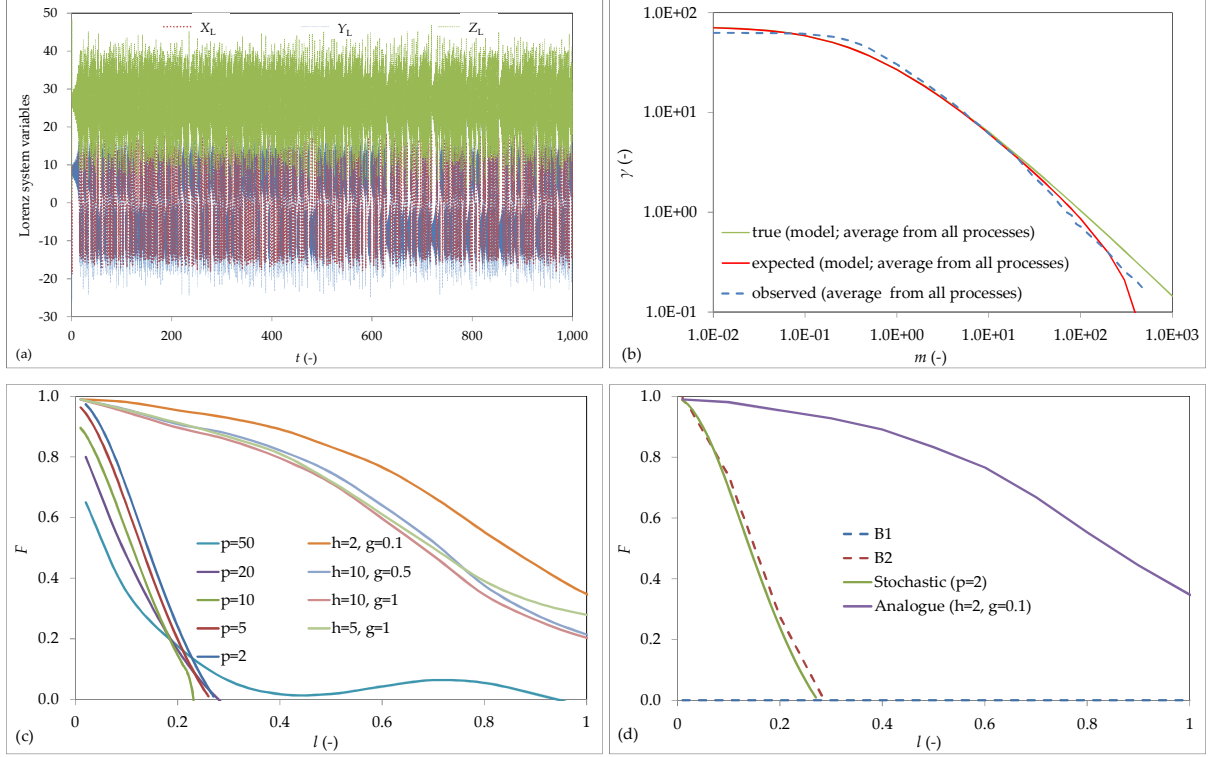 X_L Y_L Z_L
50
40
30
20
10
0
-10
-20
-30
Lorenz system variables
0 200 400 600 800 1,000
t (-)
(a)
1.0E+02
1.0E+01
1.0E+00
1.0E-01
γ (-)
true (model; average from all processes)
expected (model; average from all processes)
observed (average from all processes)
1.0E-02 1.0E-01 1.0E+00 1.0E+01 1.0E+02 1.0E+03
m (-)
(b)
1.0
0.8
0.6
0.4
0.2
0.0
F
p=50 h=2, g=0.1
p=20 h=10, g=0.5
p=10 h=10, g=1
p=5 h=5, g=1
p=2
0 0.2 0.4 0.6 0.8 1
l (-)
(c)
1.0
0.8
0.6
0.4
0.2
0.0
F
B1
B2
Stochastic (p=2)
Analogue (h=2, g=0.1)
0 0.2 0.4 0.6 0.8 1
l (-)
(d)